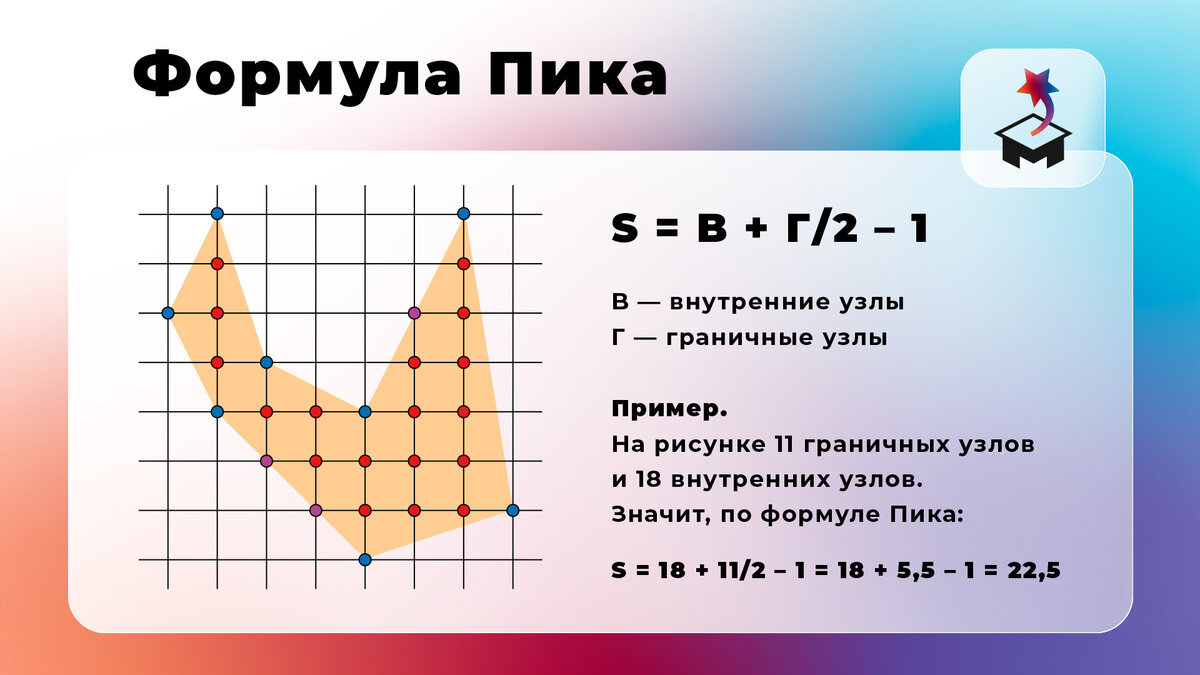 Формула Пика
S = В + Г/2 – 1
В — внутренние узлы
Г — граничные узлы
Пример.
На рисунке 11 граничных узлов
и 18 внутренних узлов.
Значит, по формуле Пика:
S = 18 + 11/2 – 1 = 18 + 5,5 – 1 = 22,5